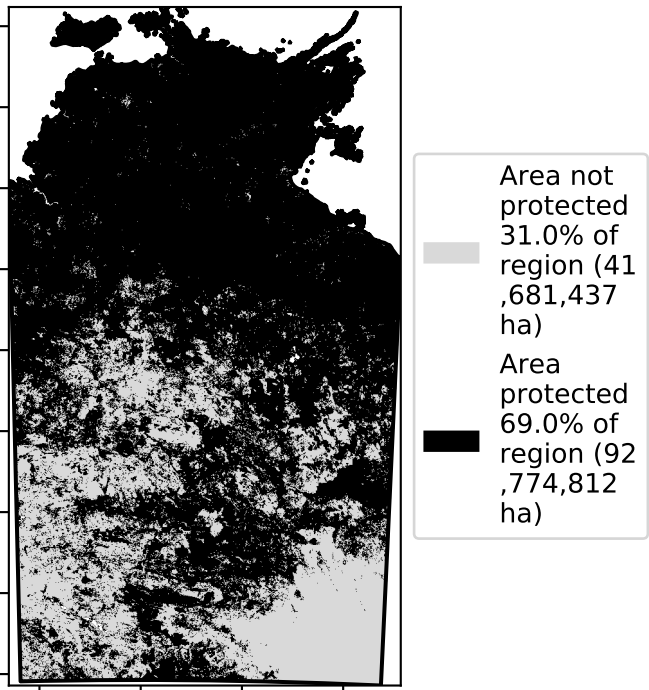 Area not
protected
31.0% of
region (41
,681,437
ha)
Area
protected
69.0% of
region (92
,774,812
ha)